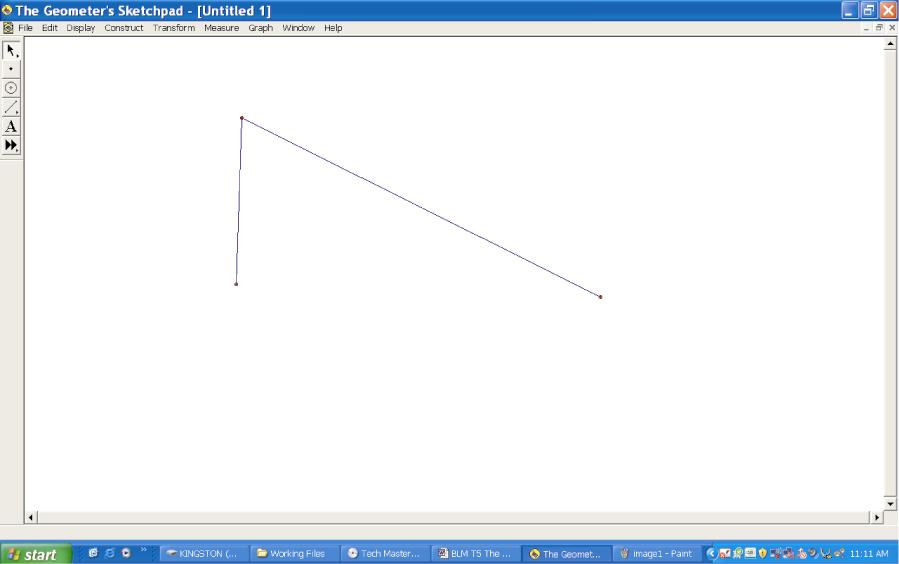 The Geometer's Sketchpad - [Untitled 1]
File Edit Display Construct Transform Measure Graph Window Help
A
start KINGSTON (... Working Files Tech Master... BLM T5 The ... The Geomet... image1 - Paint 11:11 AM